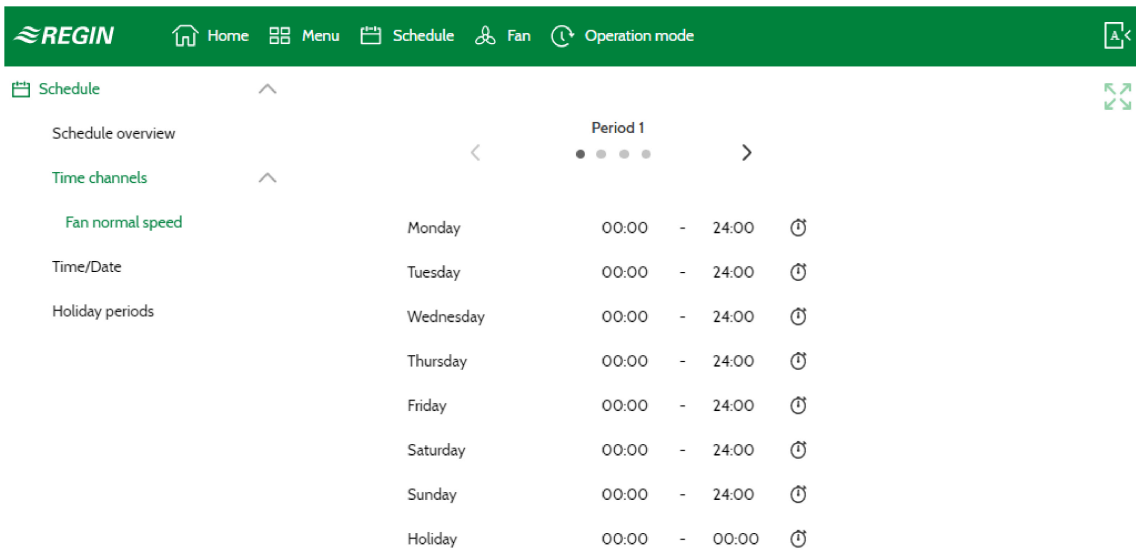 REGIN Home Menu Schedule Fan Operation mode A
Schedule
Schedule overview
Time channels
Fan normal speed
Time/Date
Holiday periods
Period 1
Monday 00:00 - 24:00
Tuesday 00:00 - 24:00
Wednesday 00:00 - 24:00
Thursday 00:00 - 24:00
Friday 00:00 - 24:00
Saturday 00:00 - 24:00
Sunday 00:00 - 24:00
Holiday 00:00 - 00:00